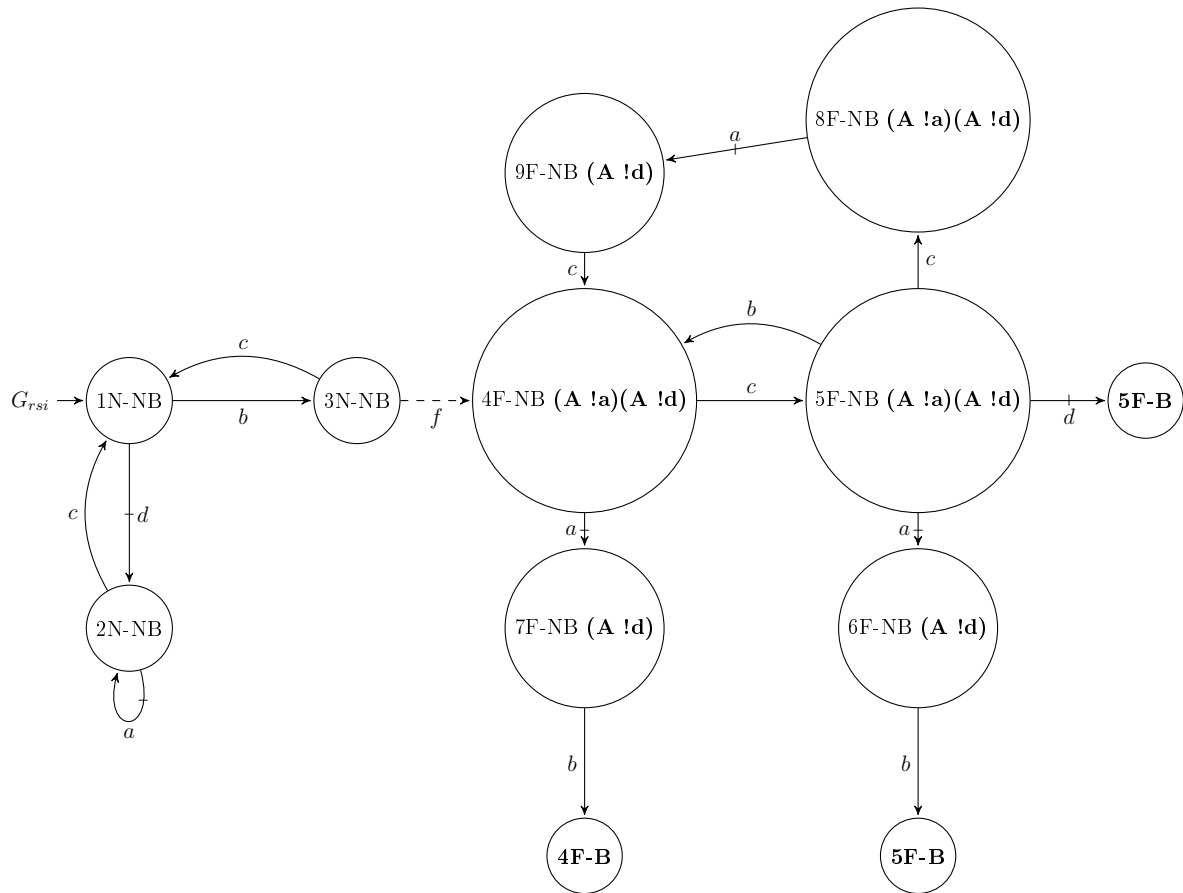 8F-NB (A !a)(A !d)
a
9F-NB (A !d)
c
c
b
c
G_rsi
1N-NB
b
3N-NB
f
4F-NB (A !a)(A !d)
c
5F-NB (A !a)(A !d)
d
5F-B
c
d
a
a
2N-NB
7F-NB (A !d)
6F-NB (A !d)
a
b
b
4F-B
5F-B